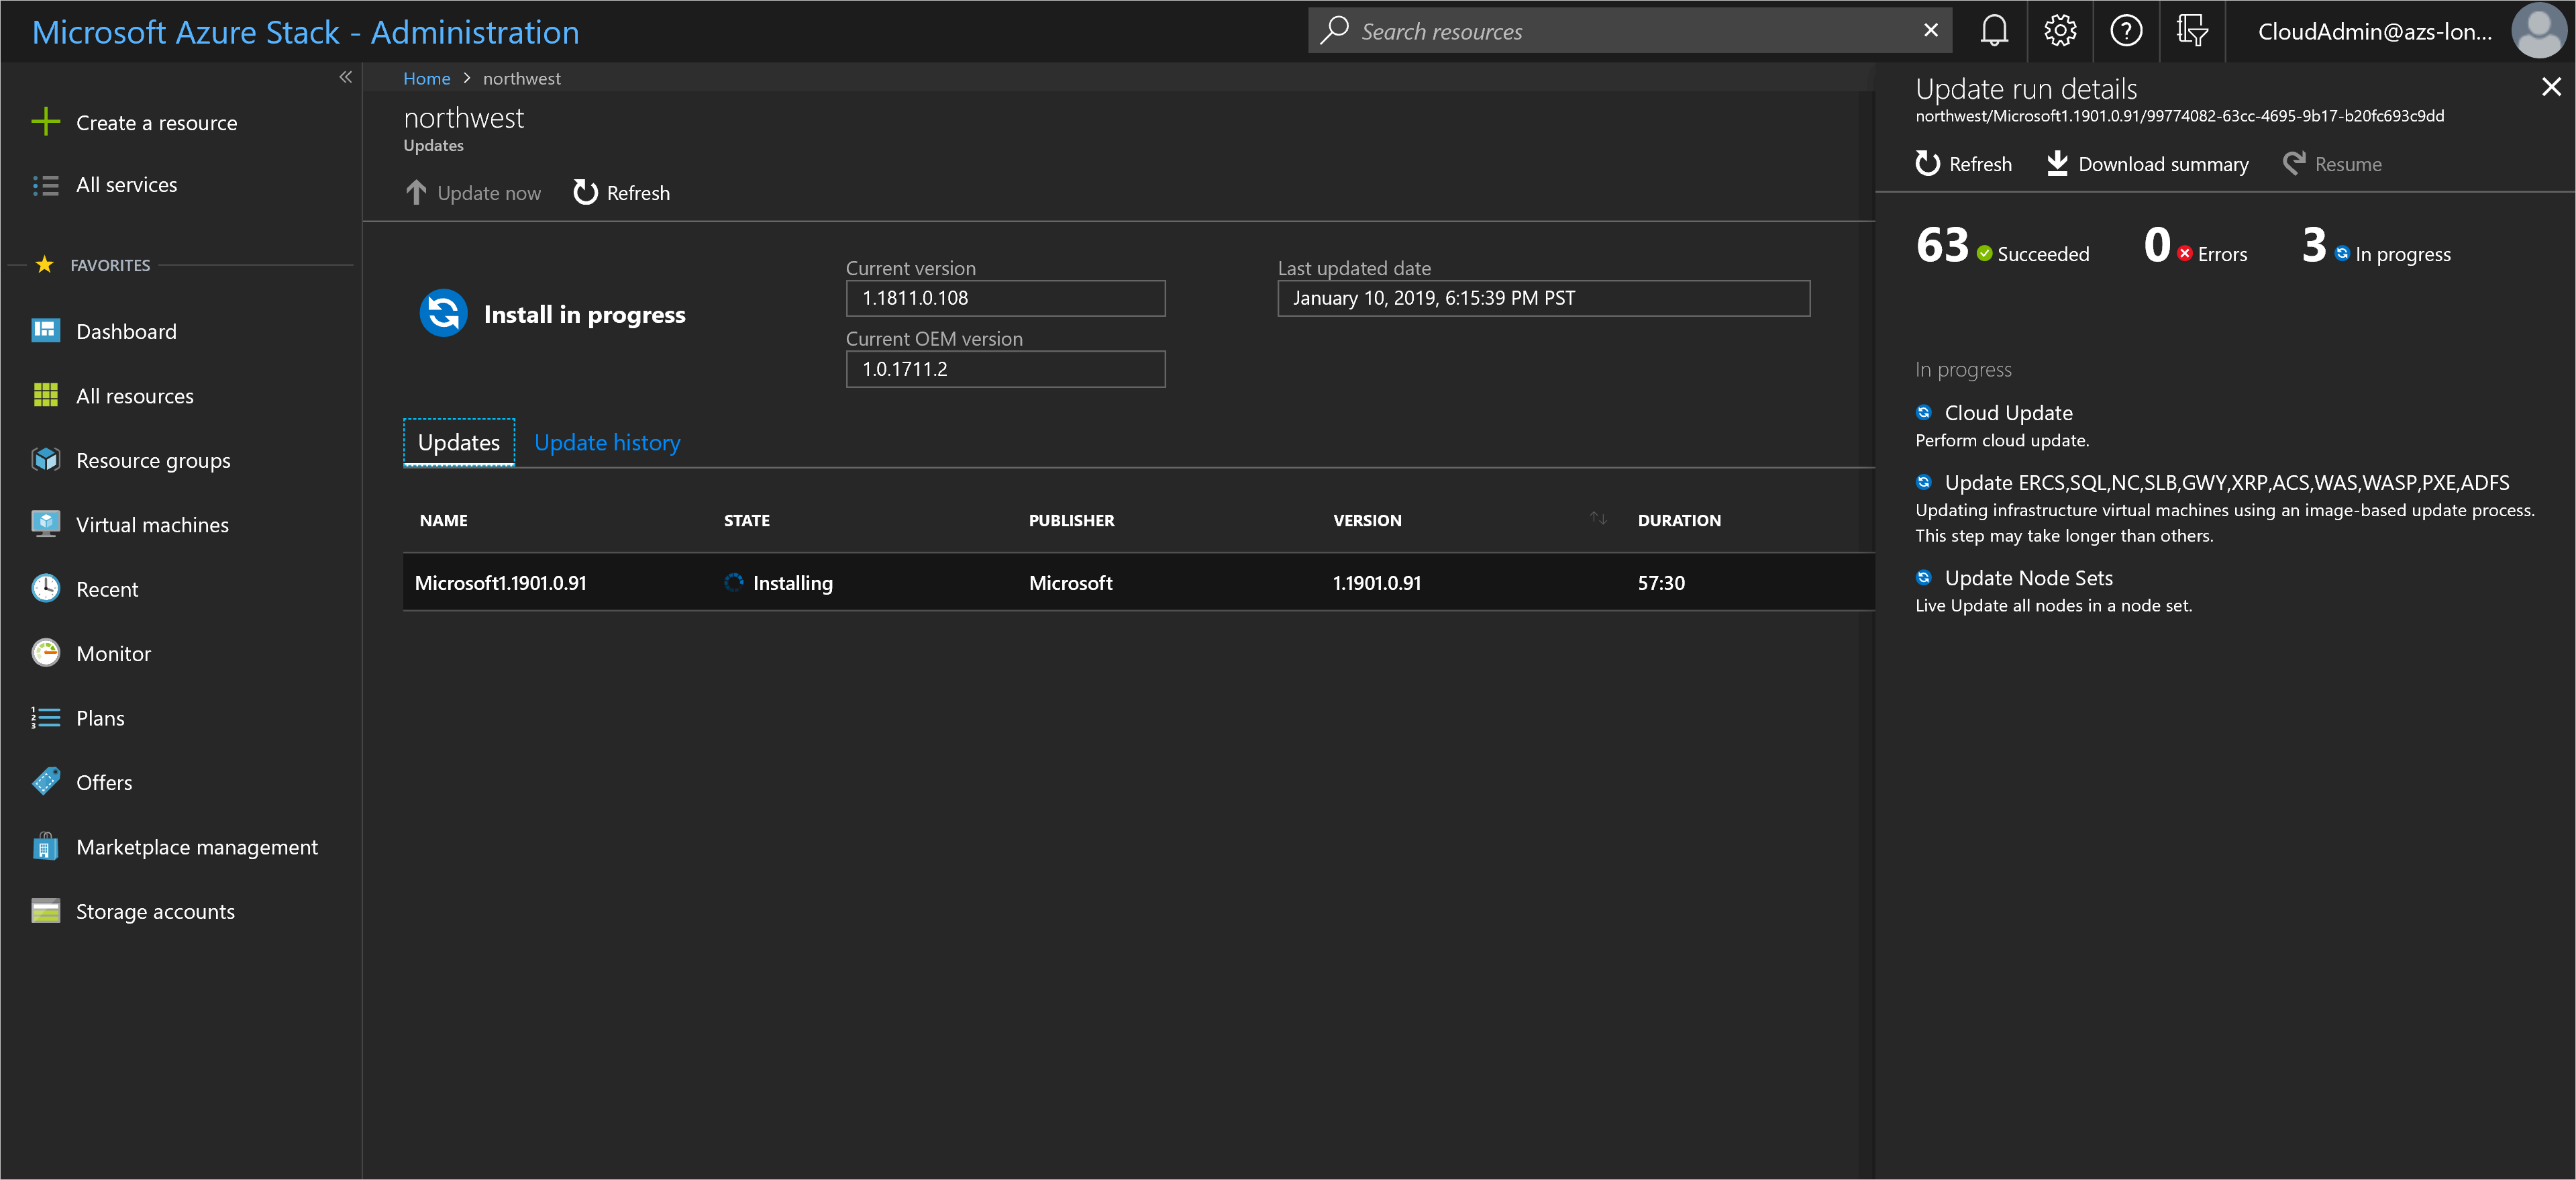 Microsoft Azure Stack - Administration
Search resources
CloudAdmin@azs-lon...
Create a resource
All services
FAVORITES
Dashboard
All resources
Resource groups
Virtual machines
Recent
Monitor
Plans
Offers
Marketplace management
Storage accounts
Home > northwest
northwest
Updates
Update now Refresh
Install in progress
Current version
1.1811.0.108
Current OEM version
1.0.1711.2
Last updated date
January 10, 2019, 6:15:39 PM PST
Updates Update history
NAME STATE PUBLISHER VERSION DURATION
Microsoft1.1901.0.91 Installing Microsoft 1.1901.0.91 57:30
Update run details
northwest/Microsoft1.1901.0.91/99774082-63cc-4695-9b17-b20fc693c9dd
Refresh Download summary Resume
63 Succeeded 0 Errors 3 In progress
In progress
Cloud Update
Perform cloud update.
Update ERCS,SQL,NC,SLB,GWY,XRP,ACS,WAS,WASP,PXE,ADFS
Updating infrastructure virtual machines using an image-based update process.
This step may take longer than others.
Update Node Sets
Live Update all nodes in a node set.